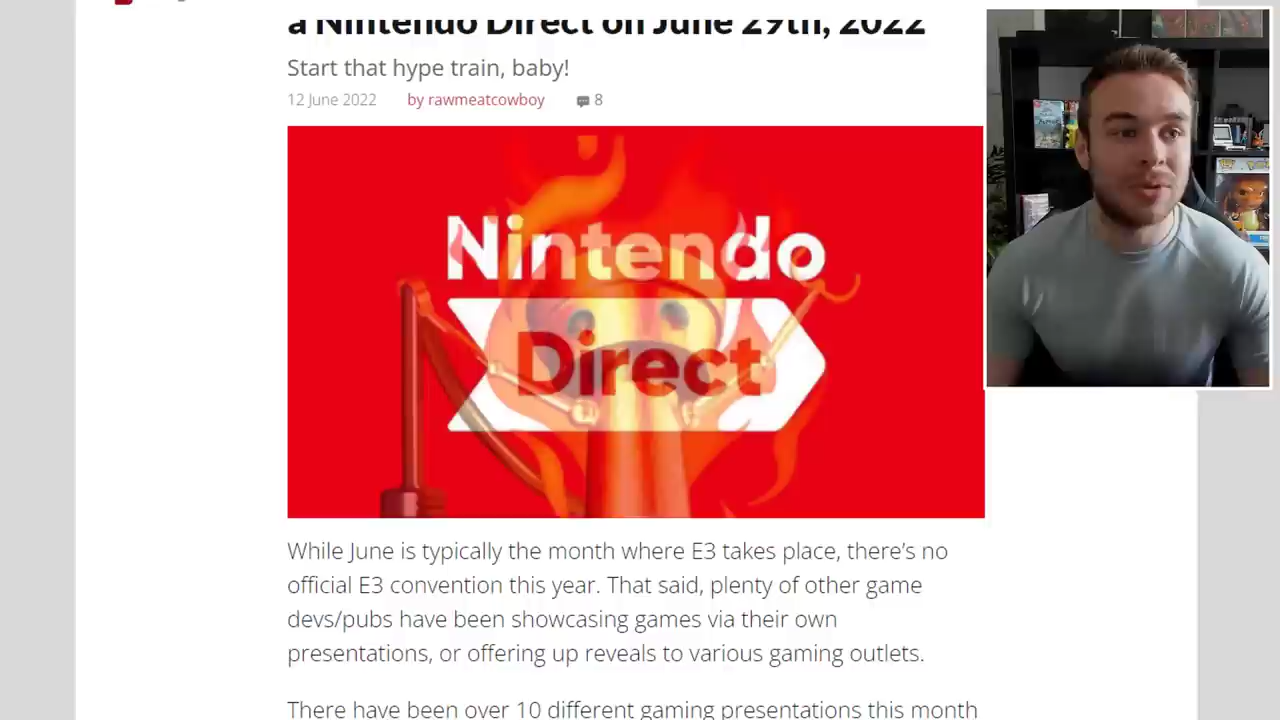 a Nintendo Direct on June 29th, 2022
Start that hype train, baby!
12 June 2022 by rawmeatcowboy 8
Nintendo
Direct
While June is typically the month where E3 takes place, there’s no
official E3 convention this year. That said, plenty of other game
devs/pubs have been showcasing games via their own
presentations, or offering up reveals to various gaming outlets.
There have been over 10 different gaming presentations this month